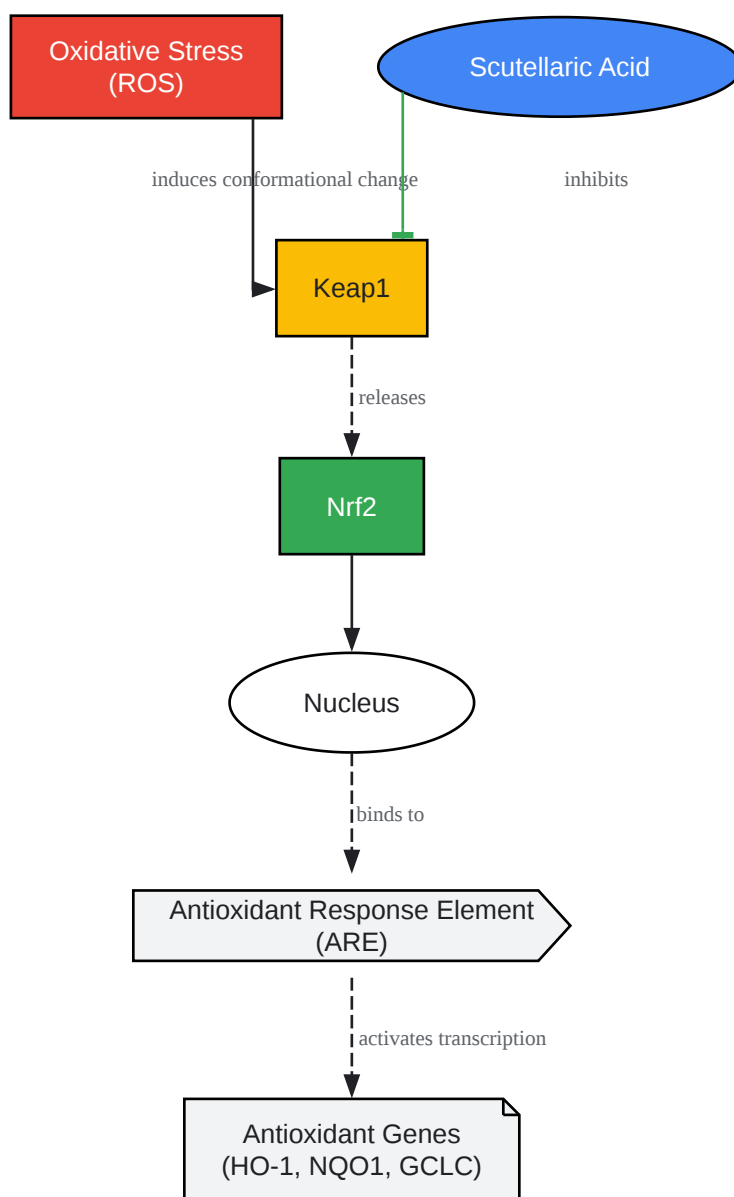 Oxidative Stress
(ROS)
Scutellaric Acid
induces conformational change
inhibits
Keap1
releases
Nrf2
Nucleus
binds to
Antioxidant Response Element
(ARE)
activates transcription
Antioxidant Genes
(HO-1, NQO1, GCLC)